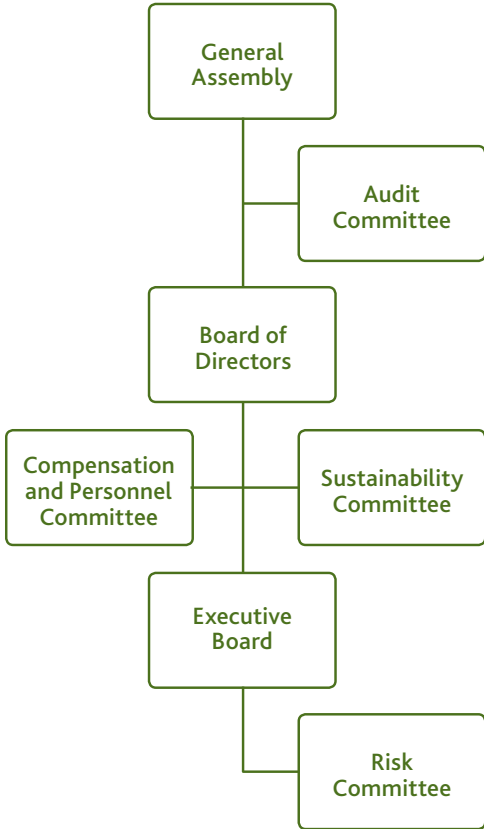 General
Assembly
Audit
Committee
Board of
Directors
Compensation
and Personnel
Committee
Sustainability
Committee
Executive
Board
Risk
Committee